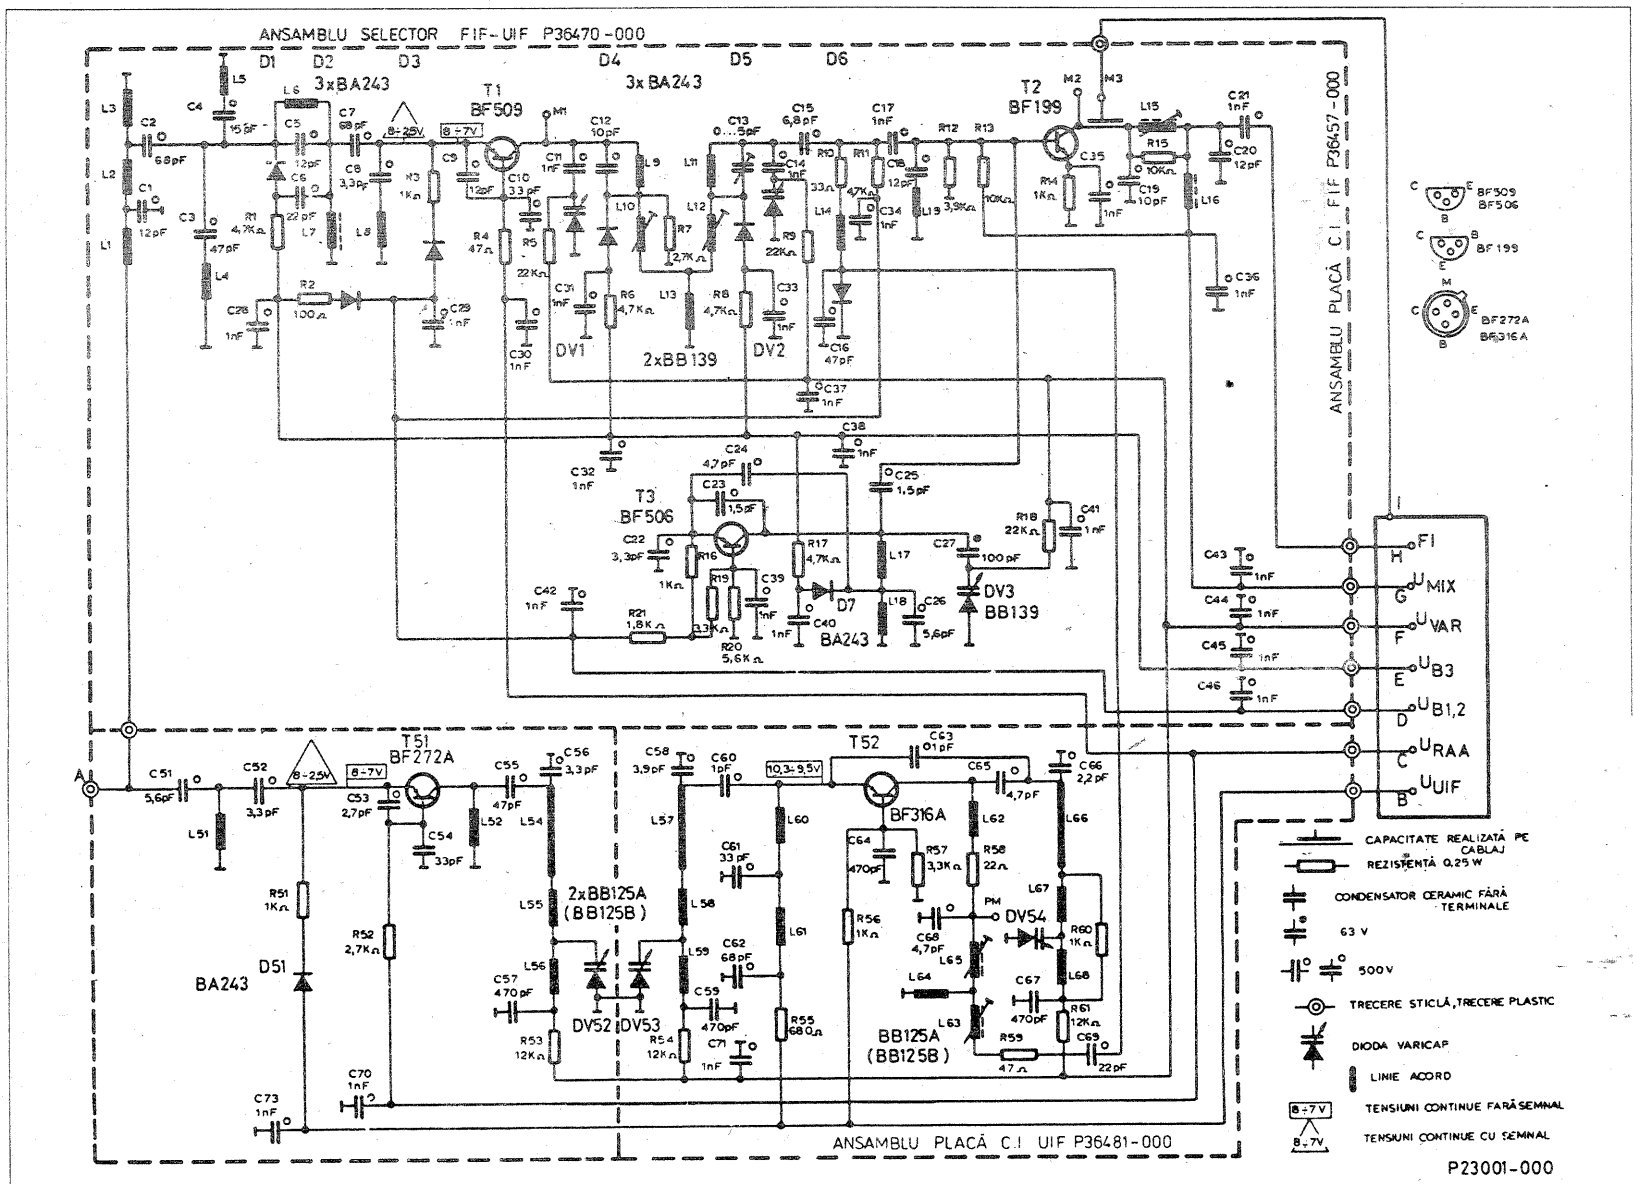 ANSAMBLU SELECTOR FIF-UIF P36470-000
D1 D2 D3 D4 D5 D6
3xBA243 3xBA243
T1
BF509
T2
BF199
M1 M2 M3
L5 L6 L3
C4
15pF
C2
6,8pF
C5
12pF
C7
68pF
8÷2,5V
8÷7V
C12
10pF
C13
0...5pF
C15
6,8pF
C17
1nF
R12 R13
L15
C21
1nF
L2
C1
12pF
L1
C3
47pF
L4
R1
4,7KΩ
C6
22pF
L7
C8
3,3pF
L8
R3
1KΩ
C9
12pF
C10
33pF
R4
47Ω
R5
22KΩ
C11
1nF
L9
L10
R7
2,7KΩ
L11
L12
C14
1nF
R9
22KΩ
R10
33Ω
R11
47KΩ
L14
C34
1nF
C18
12pF
L19
3,9KΩ
10KΩ
R14
1KΩ
C35
1nF
C19
10pF
R15
10KΩ
L16
C20
12pF
C36
1nF
C28
1nF
R2
100Ω
C29
1nF
C30
1nF
C31
1nF
DV1
R6
4,7KΩ
L13
2xBB139
R8
4,7KΩ
C33
1nF
DV2
C16
47pF
C37
1nF
C38
1nF
C32
1nF
C24
4,7pF
C23
1,5pF
C25
1,5pF
T3
BF506
C22
3,3pF
R16
1KΩ
R19
3,3KΩ
R20
5,6KΩ
C39
1nF
R17
4,7KΩ
D7
BA243
C40
1nF
L17
L18
C26
5,6pF
C27
100pF
DV3
BB139
R18
22KΩ
C41
1nF
C42
1nF
R21
1,8KΩ
C43
1nF
C44
1nF
C45
1nF
C46
1nF
ANSAMBLU PLACĂ C.I FIF P36457-000
C E BF509
B BF506
C B BF199
E
M
C E BF272A
B BF316A
I
FI
H
UMIX
G
UVAR
F
UB3
E
UB1,2
D
URAA
C
UUIF
B
A
C51
5,6pF
L51
C52
3,3pF
8÷2,5V
8÷7V
T51
BF272A
C53
2,7pF
C54
33pF
L52
C55
47pF
C56
3,3pF
L54
L55
L56
C57
470pF
R51
1KΩ
R52
2,7KΩ
BA243
D51
R53
12KΩ
2xBB125A
(BB125B)
DV52 DV53
C58
3,9pF
L57
L58
L59
C59
470pF
R54
12KΩ
C71
1nF
C60
1pF
C61
33pF
C62
68pF
10,3÷9,5V
L60
L61
R55
680Ω
T52
BF316A
C63
1pF
C64
470pF
R56
1KΩ
R57
3,3KΩ
C65
4,7pF
L62
R58
22Ω
C66
2,2pF
L66
L67
PM
DV54
C68
4,7pF
L65
L64
L63
C67
470pF
L68
R60
1KΩ
R61
12KΩ
BB125A
(BB125B)
R59
47Ω
C69
22pF
C70
1nF
C73
1nF
ANSAMBLU PLACĂ C.I UIF P36481-000
CAPACITATE REALIZATĂ PE
CABLAJ
REZISTENŢĂ 0,25 W
CONDENSATOR CERAMIC FĂRĂ
TERMINALE
63 V
500V
TRECERE STICLĂ, TRECERE PLASTIC
DIODA VARICAP
LINIE ACORD
8÷7V TENSIUNI CONTINUE FARĂ SEMNAL
8÷7V TENSIUNI CONTINUE CU SEMNAL
P23001-000